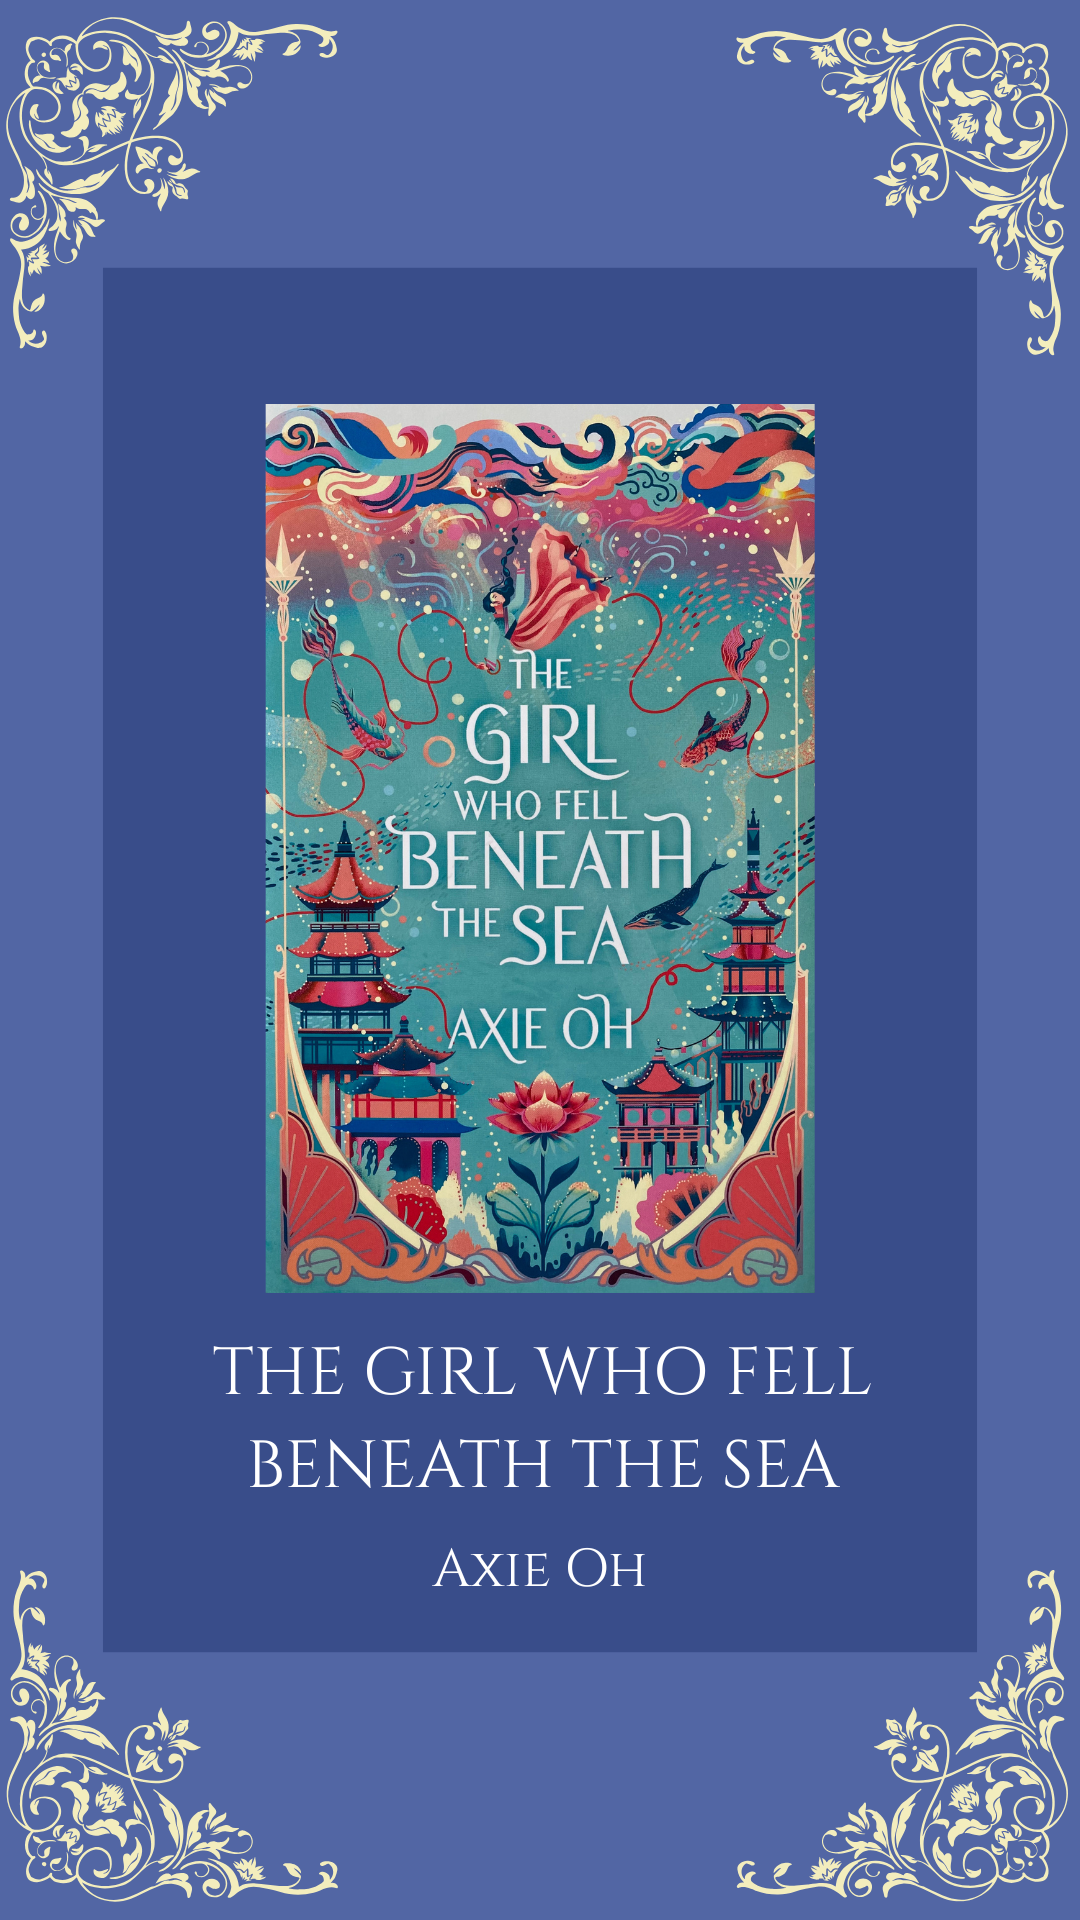 THE
GIRL
WHO FELL
BENEATH
THE SEA
AXIE OH
THE GIRL WHO FELL
BENEATH THE SEA
AXIE OH